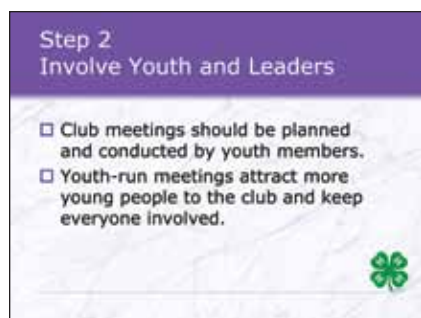 Step 2
Involve Youth and Leaders
Club meetings should be planned
and conducted by youth members.
Youth-run meetings attract more
young people to the club and keep
everyone involved.